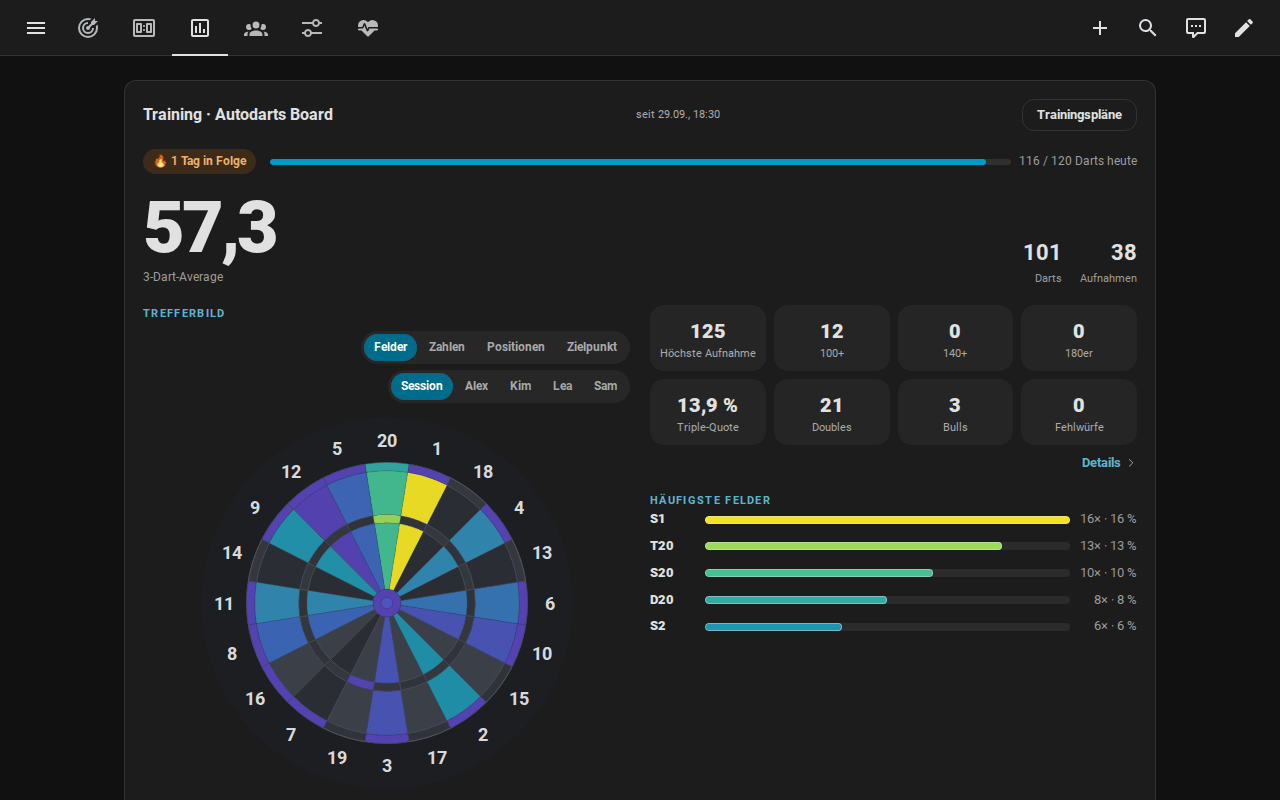 0:0
Training · Autodarts Board
seit 29.09., 18:30
Trainingspläne
🔥 1 Tag in Folge
116 / 120 Darts heute
57,3
3-Dart-Average
101
Darts
38
Aufnahmen
TREFFERBILD
Felder Zahlen Positionen Zielpunkt
Session Alex Kim Lea Sam
20
1
18
4
13
6
10
15
2
17
3
19
7
16
8
11
14
9
12
5
125
Höchste Aufnahme
12
100+
0
140+
0
180er
13,9 %
Triple-Quote
21
Doubles
3
Bulls
0
Fehlwürfe
Details
HÄUFIGSTE FELDER
S1 16× · 16 %
T20 13× · 13 %
S20 10× · 10 %
D20 8× · 8 %
S2 6× · 6 %